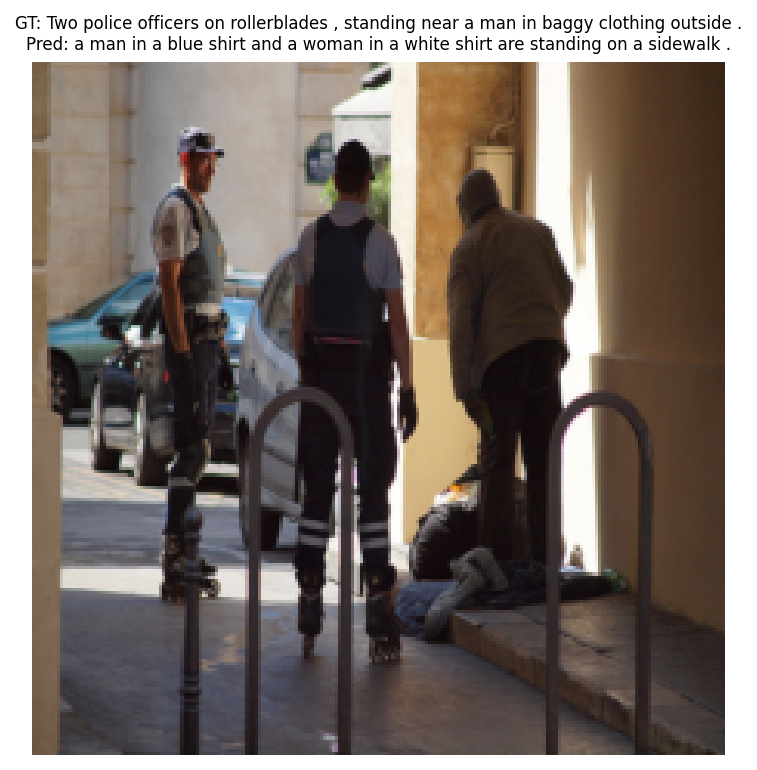 GT: Two police officers on rollerblades , standing near a man in baggy clothing outside .
Pred: a man in a blue shirt and a woman in a white shirt are standing on a sidewalk .